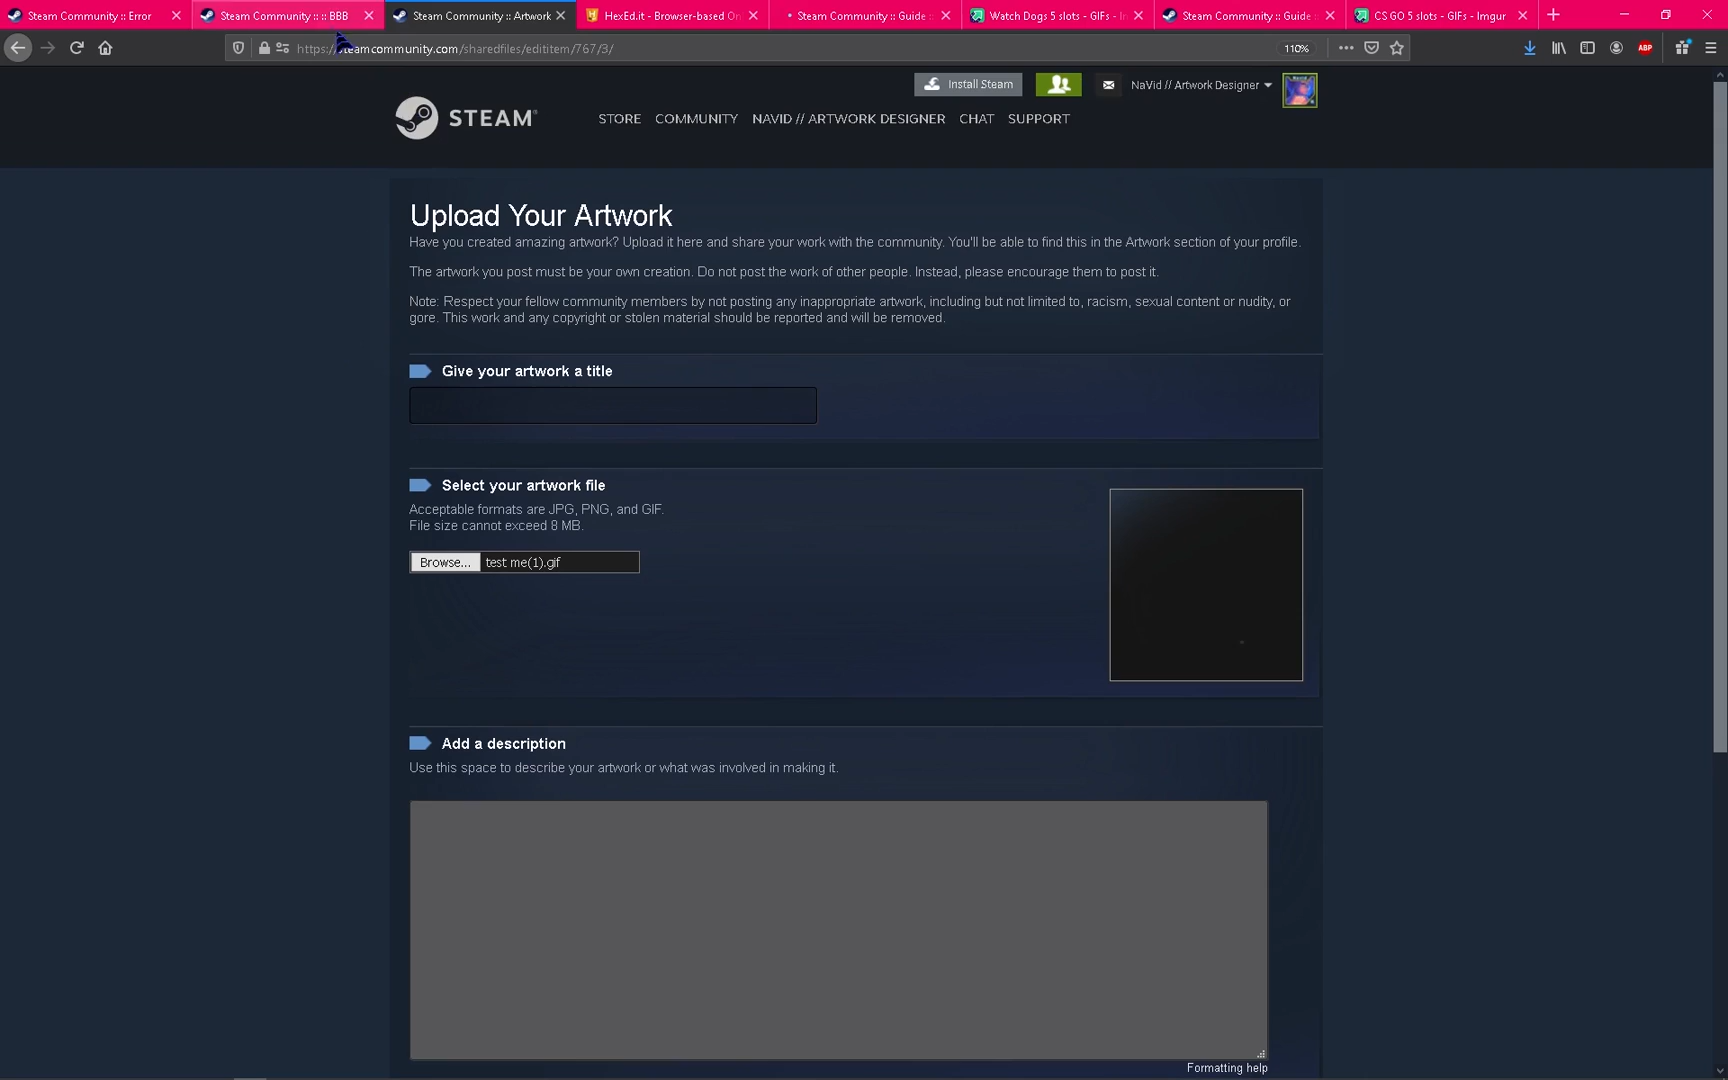 Steam Community :: Error
Steam Community :: :: BBB
Steam Community :: Artwork
HexEd.it - Browser-based On
Steam Community :: Guide ::
Watch Dogs 5 slots - GIFs - In
Steam Community :: Guide ::
CS GO 5 slots - GIFs - Imgur
https://steamcommunity.com/sharedfiles/edititem/767/3/
110%
ABP
Install Steam
NaVid // Artwork Designer
STEAM
STORE COMMUNITY NAVID // ARTWORK DESIGNER CHAT SUPPORT
Upload Your Artwork
Have you created amazing artwork? Upload it here and share your work with the community. You'll be able to find this in the Artwork section of your profile.
The artwork you post must be your own creation. Do not post the work of other people. Instead, please encourage them to post it.
Note: Respect your fellow community members by not posting any inappropriate artwork, including but not limited to, racism, sexual content or nudity, or
gore. This work and any copyright or stolen material should be reported and will be removed.
Give your artwork a title
Select your artwork file
Acceptable formats are JPG, PNG, and GIF.
File size cannot exceed 8 MB.
Browse... test me(1).gif
Add a description
Use this space to describe your artwork or what was involved in making it.
Formatting help